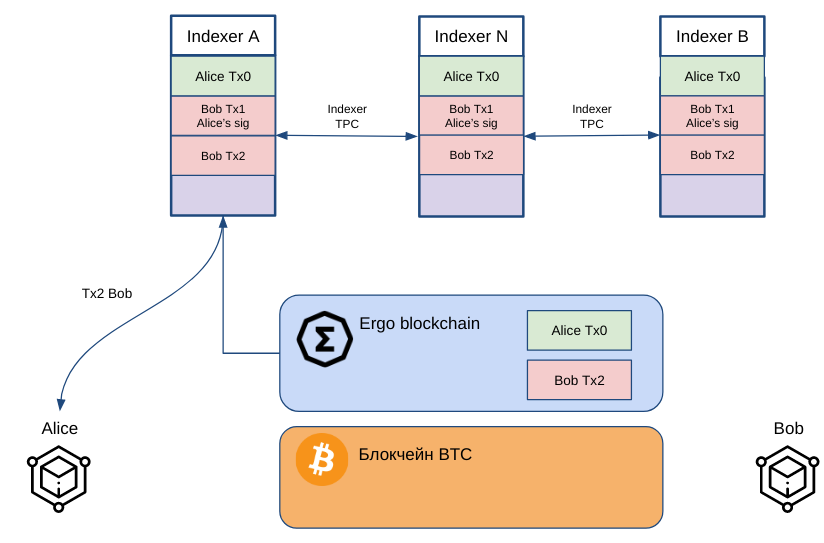 Indexer A
Indexer N
Indexer B
Alice Tx0
Alice Tx0
Alice Tx0
Bob Tx1
Alice's sig
Indexer
TPC
Bob Tx1
Alice's sig
Indexer
TPC
Bob Tx1
Alice's sig
Bob Tx2
Bob Tx2
Bob Tx2
Tx2 Bob
Σ Ergo blockchain
Alice Tx0
Bob Tx2
Alice
Bob
Блокчейн BTC